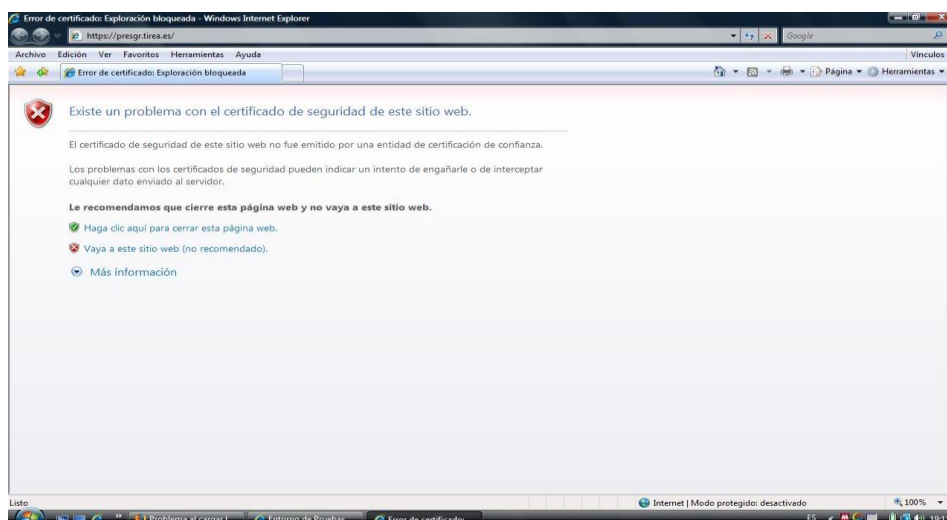 Error de certificado: Exploración bloqueada - Windows Internet Explorer
https://presgr.tirea.es/
Google
Archivo Edición Ver Favoritos Herramientas Ayuda
Vínculos
Error de certificado: Exploración bloqueada
Página Herramientas
Existe un problema con el certificado de seguridad de este sitio web.
El certificado de seguridad de este sitio web no fue emitido por una entidad de certificación de confianza.
Los problemas con los certificados de seguridad pueden indicar un intento de engañarle o de interceptar
cualquier dato enviado al servidor.
Le recomendamos que cierre esta página web y no vaya a este sitio web.
Haga clic aquí para cerrar esta página web.
Vaya a este sitio web (no recomendado).
Más información
Listo
Internet | Modo protegido: desactivado
100%
Problema al cargar
Entorno de Pruebas
Error de certificado:
ES